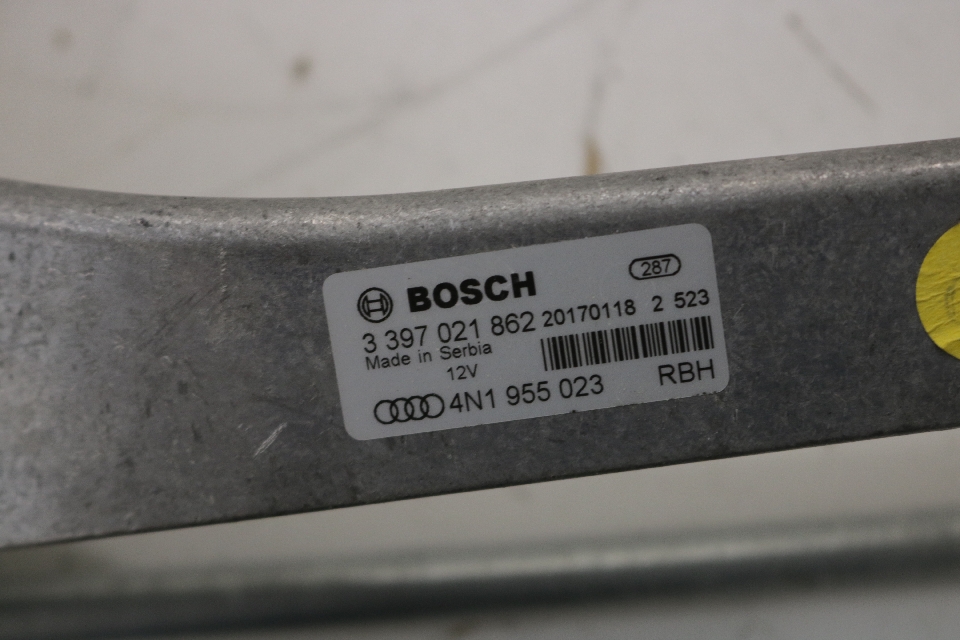 BOSCH 287
3 397 021 862 20170118 2 523
Made in Serbia
12V
4N1 955 023 RBH